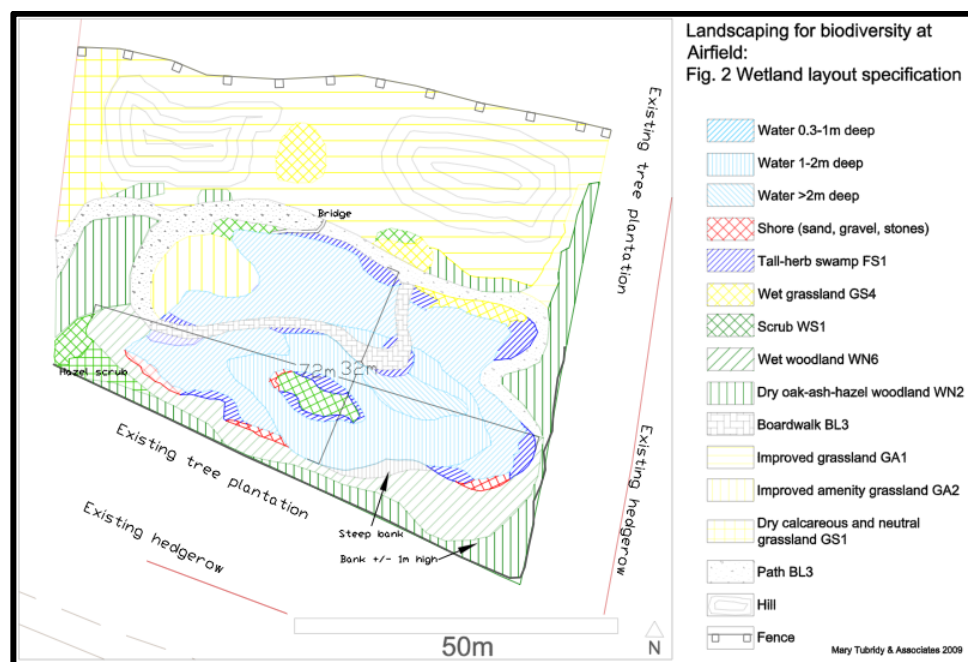 Landscaping for biodiversity at
Airfield:
Fig. 2 Wetland layout specification
Water 0.3-1m deep
Water 1-2m deep
Water >2m deep
Shore (sand, gravel, stones)
Tall-herb swamp FS1
Wet grassland GS4
Scrub WS1
Wet woodland WN6
Dry oak-ash-hazel woodland WN2
Boardwalk BL3
Improved grassland GA1
Improved amenity grassland GA2
Dry calcareous and neutral
grassland GS1
Path BL3
Hill
Fence
Mary Tubridy & Associates 2009
Existing tree plantation
Bridge
72m 32m
Hazel scrub
Existing tree plantation
Existing hedgerow
Existing hedgerow
Steep bank
Bank +/- 1m high
50m
N